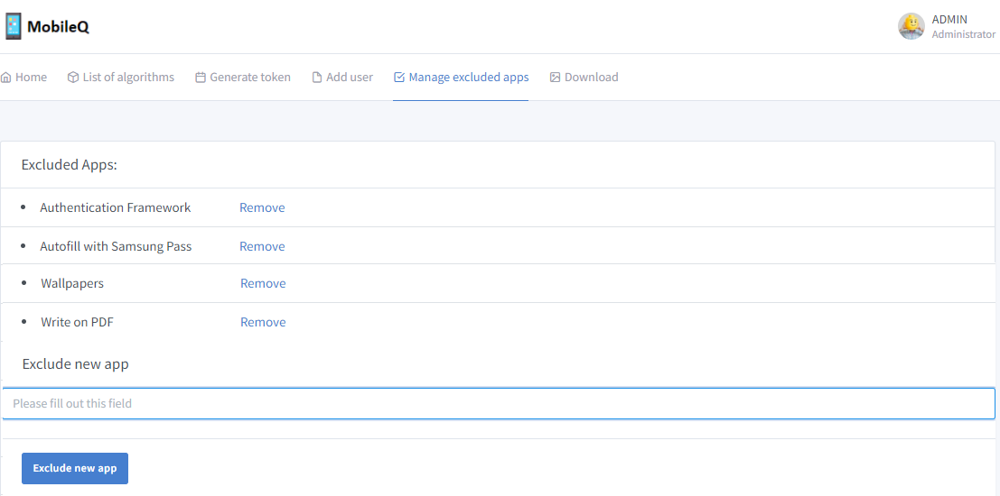 MobileQ
ADMIN
Administrator
Home List of algorithms Generate token Add user Manage excluded apps Download
Excluded Apps:
• Authentication Framework Remove
• Autofill with Samsung Pass Remove
• Wallpapers Remove
• Write on PDF Remove
Exclude new app
Please fill out this field
Exclude new app